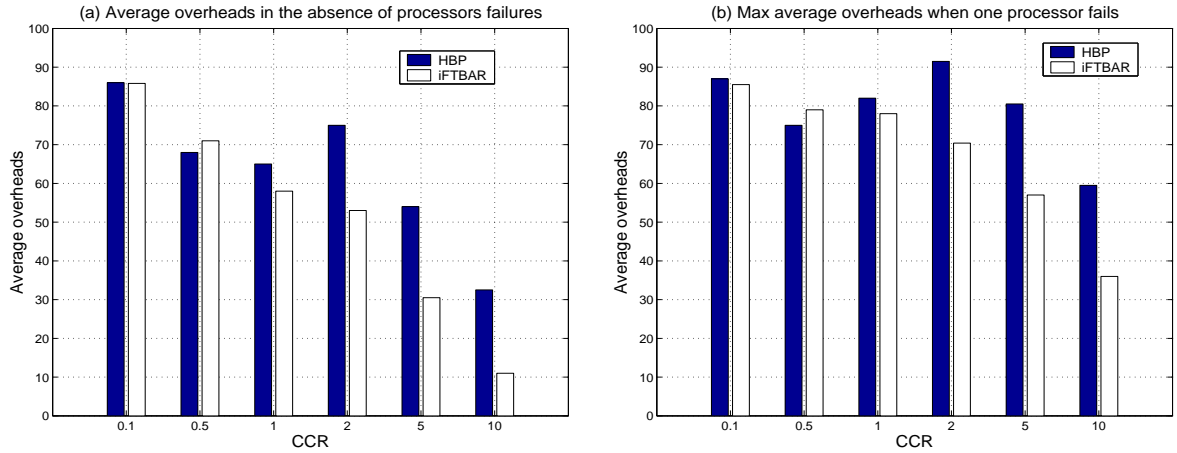 (a) Average overheads in the absence of processors failures
100
90
80
70
60
50
40
30
20
10
0
Average overheads
HBP
iFTBAR
0.1 0.5 1 2 5 10
CCR
(b) Max average overheads when one processor fails
100
90
80
70
60
50
40
30
20
10
0
Average overheads
HBP
iFTBAR
0.1 0.5 1 2 5 10
CCR